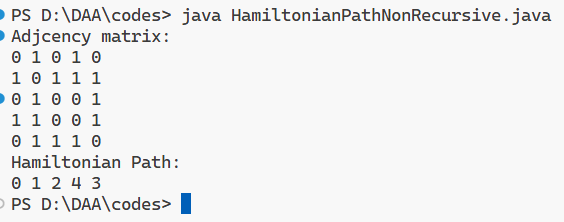 PS D:\DAA\codes> java HamiltonianPathNonRecursive.java
Adjcency matrix:
0 1 0 1 0
1 0 1 1 1
0 1 0 0 1
1 1 0 0 1
0 1 1 1 0
Hamiltonian Path:
0 1 2 4 3
PS D:\DAA\codes>